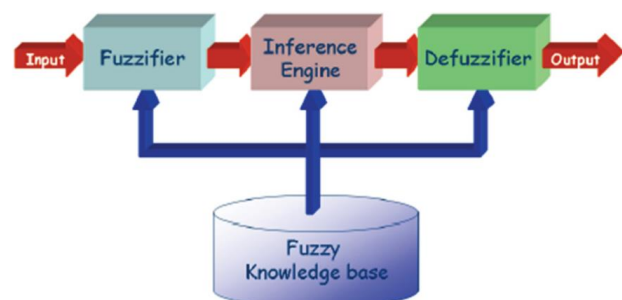 Input
Fuzzifier
Inference
Engine
Defuzzifier
Output
Fuzzy
Knowledge base